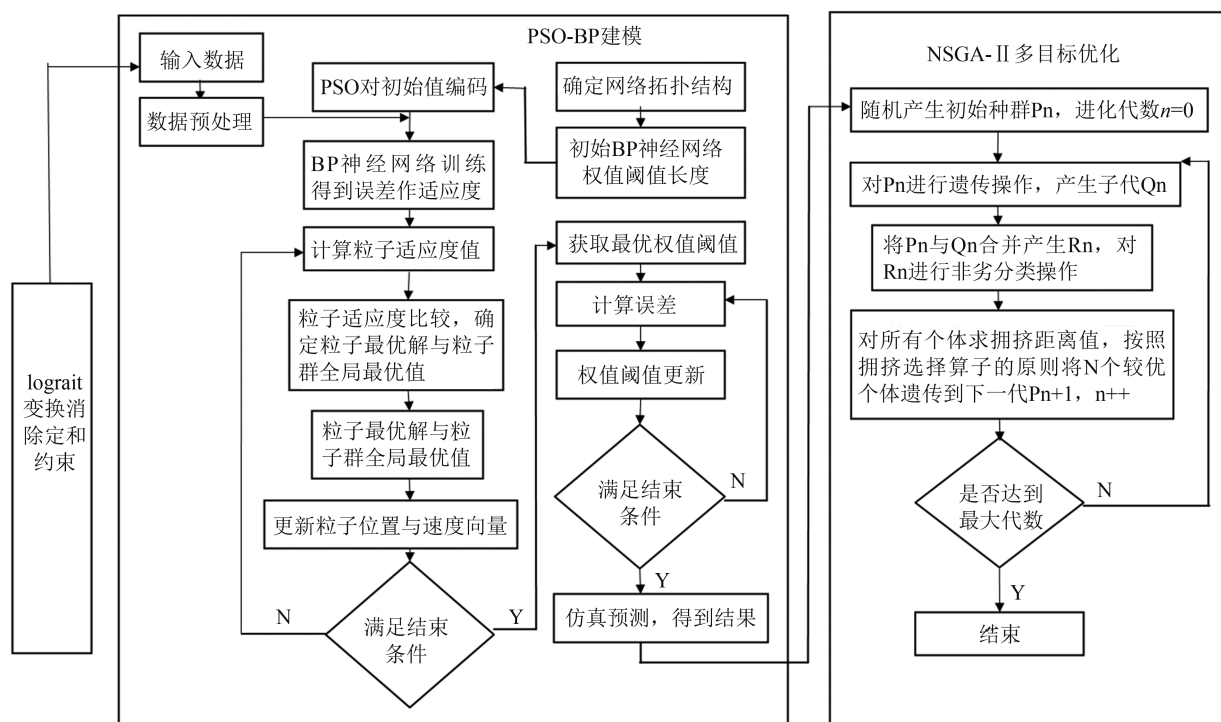 lograit
变换消
除定和
约束
PSO-BP建模
输入数据
数据预处理
PSO对初始值编码
确定网络拓扑结构
初始BP神经网络
权值阈值长度
BP神经网络训练
得到误差作适应度
计算粒子适应度值
粒子适应度比较，确
定粒子最优解与粒子
群全局最优值
粒子最优解与粒
子群全局最优值
更新粒子位置与速度向量
满足结束
条件
N
Y
获取最优权值阈值
计算误差
权值阈值更新
满足结束
条件
N
Y
仿真预测，得到结果
NSGA-Ⅱ多目标优化
随机产生初始种群Pn，进化代数n=0
对Pn进行遗传操作，产生子代Qn
将Pn与Qn合并产生Rn，对
Rn进行非劣分类操作
对所有个体求拥挤距离值，按照
拥挤选择算子的原则将N个较优
个体遗传到下一代Pn+1，n++
是否达到
最大代数
N
Y
结束